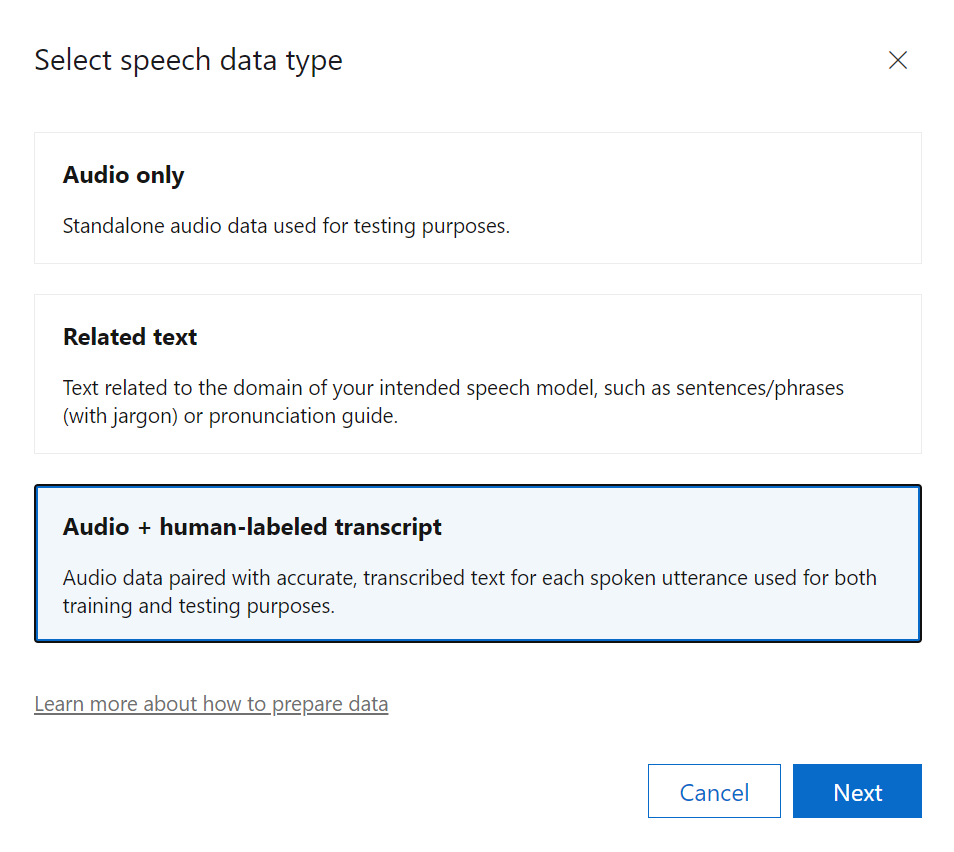 Select speech data type
Audio only
Standalone audio data used for testing purposes.
Related text
Text related to the domain of your intended speech model, such as sentences/phrases
(with jargon) or pronunciation guide.
Audio + human-labeled transcript
Audio data paired with accurate, transcribed text for each spoken utterance used for both
training and testing purposes.
Learn more about how to prepare data
Cancel
Next